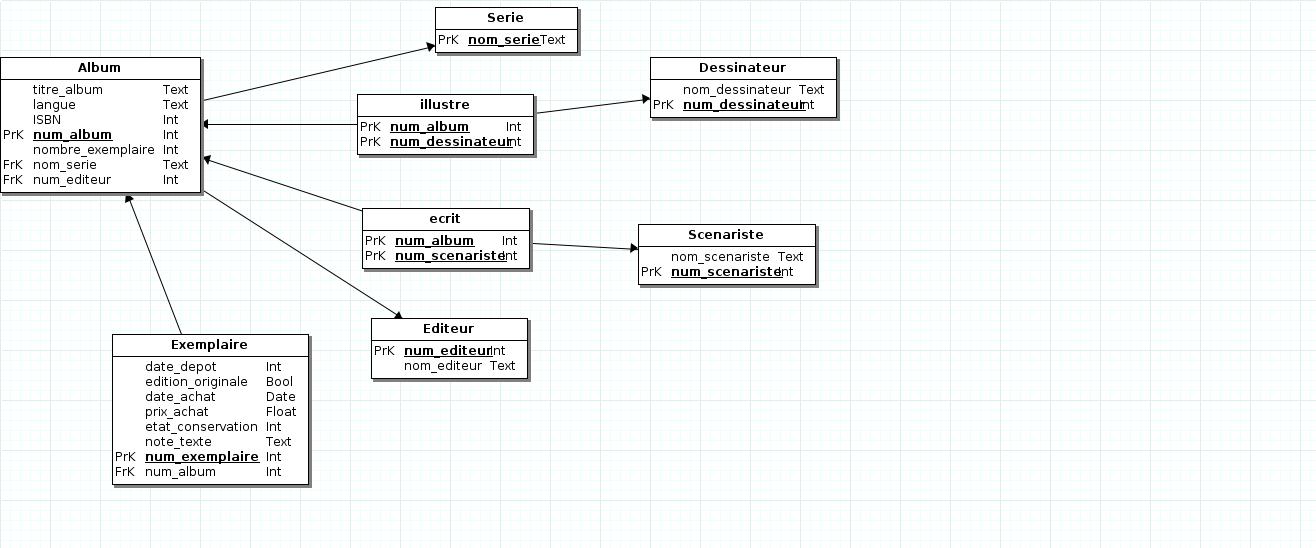 Serie
PrK nom_serie Text
Album
titre_album Text
langue Text
ISBN Int
PrK num_album Int
nombre_exemplaire Int
FrK nom_serie Text
FrK num_editeur Int
Dessinateur
nom_dessinateur Text
PrK num_dessinateur Int
illustre
PrK num_album Int
PrK num_dessinateur Int
ecrit
PrK num_album Int
PrK num_scenariste Int
Scenariste
nom_scenariste Text
PrK num_scenariste Int
Editeur
PrK num_editeur Int
nom_editeur Text
Exemplaire
date_depot Int
edition_originale Bool
date_achat Date
prix_achat Float
etat_conservation Int
note_texte Text
PrK num_exemplaire Int
FrK num_album Int